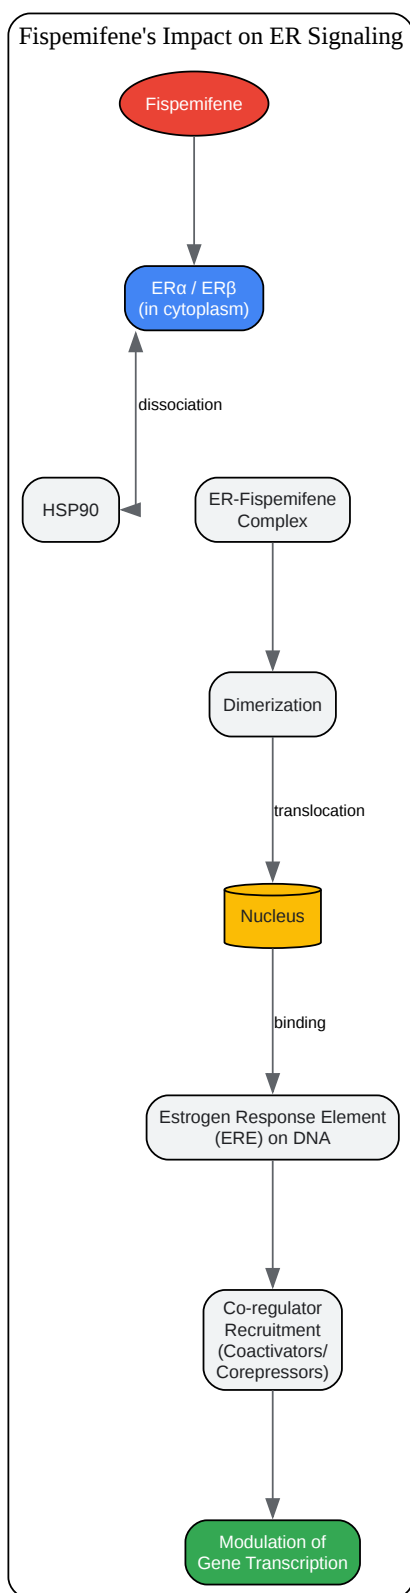 Fispemifene's Impact on ER Signaling
Fispemifene
ERα / ERβ
(in cytoplasm)
dissociation
HSP90
ER-Fispemifene
Complex
Dimerization
translocation
Nucleus
binding
Estrogen Response Element
(ERE) on DNA
Co-regulator
Recruitment
(Coactivators/
Corepressors)
Modulation of
Gene Transcription